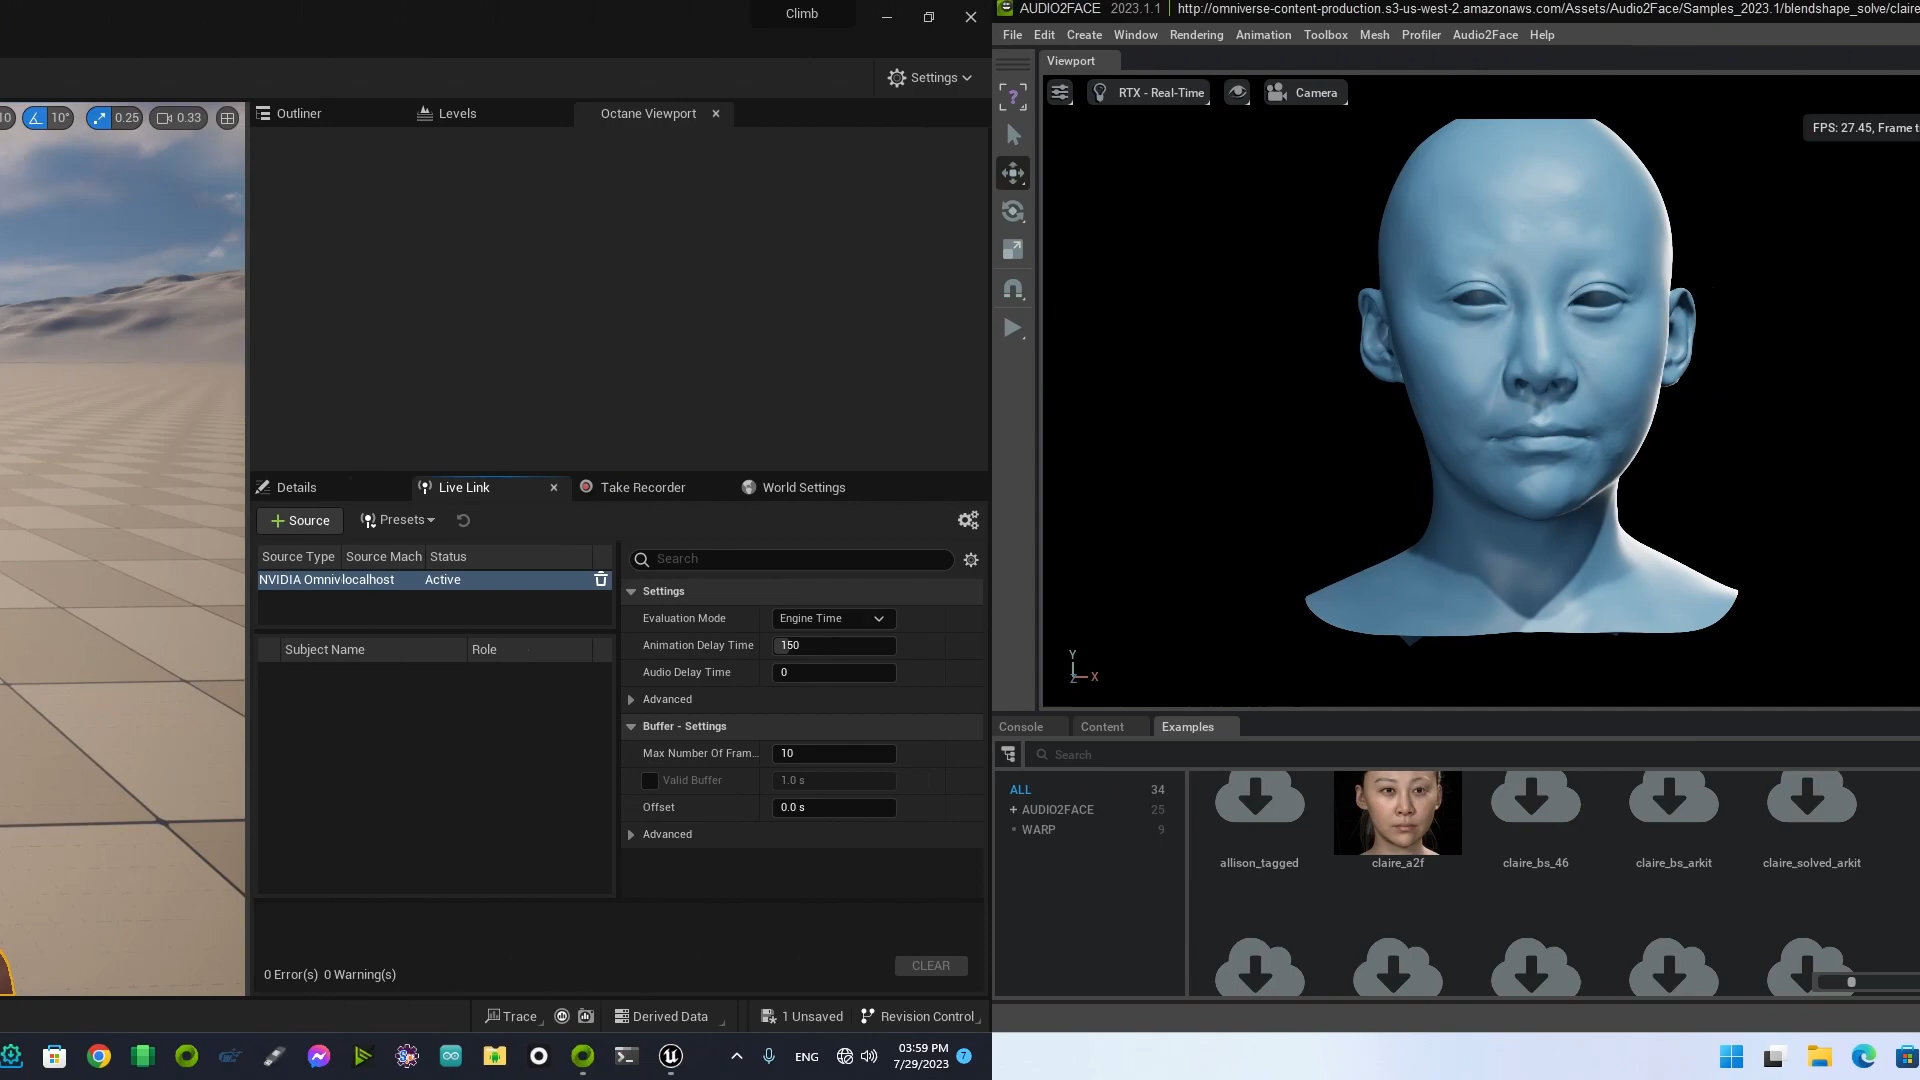 Climb
Settings
10
10°
0.25
0.33
Outliner
Levels
Octane Viewport
Details
Live Link
Take Recorder
World Settings
Source
Presets
Source Type
Source Mach
Status
NVIDIA Omniv
localhost
Active
Subject Name
Role
Search
Settings
Evaluation Mode
Engine Time
Animation Delay Time
150
Audio Delay Time
0
Advanced
Buffer - Settings
Max Number Of Fram...
10
Valid Buffer
1.0 s
Offset
0.0 s
Advanced
0 Error(s) 0 Warning(s)
CLEAR
Trace
Derived Data
1 Unsaved
Revision Control
ENG
03:59 PM
7/29/2023
7
AUDIO2FACE 2023.1.1 | http://omniverse-content-production.s3-us-west-2.amazonaws.com/Assets/Audio2Face/Samples_2023.1/blendshape_solve/claire
File Edit Create Window Rendering Animation Toolbox Mesh Profiler Audio2Face Help
Viewport
RTX - Real-Time
Camera
FPS: 27.45, Frame t
Y
Z
X
Console
Content
Examples
Search
ALL 34
+ AUDIO2FACE 25
WARP 9
allison_tagged
claire_a2f
claire_bs_46
claire_bs_arkit
claire_solved_arkit